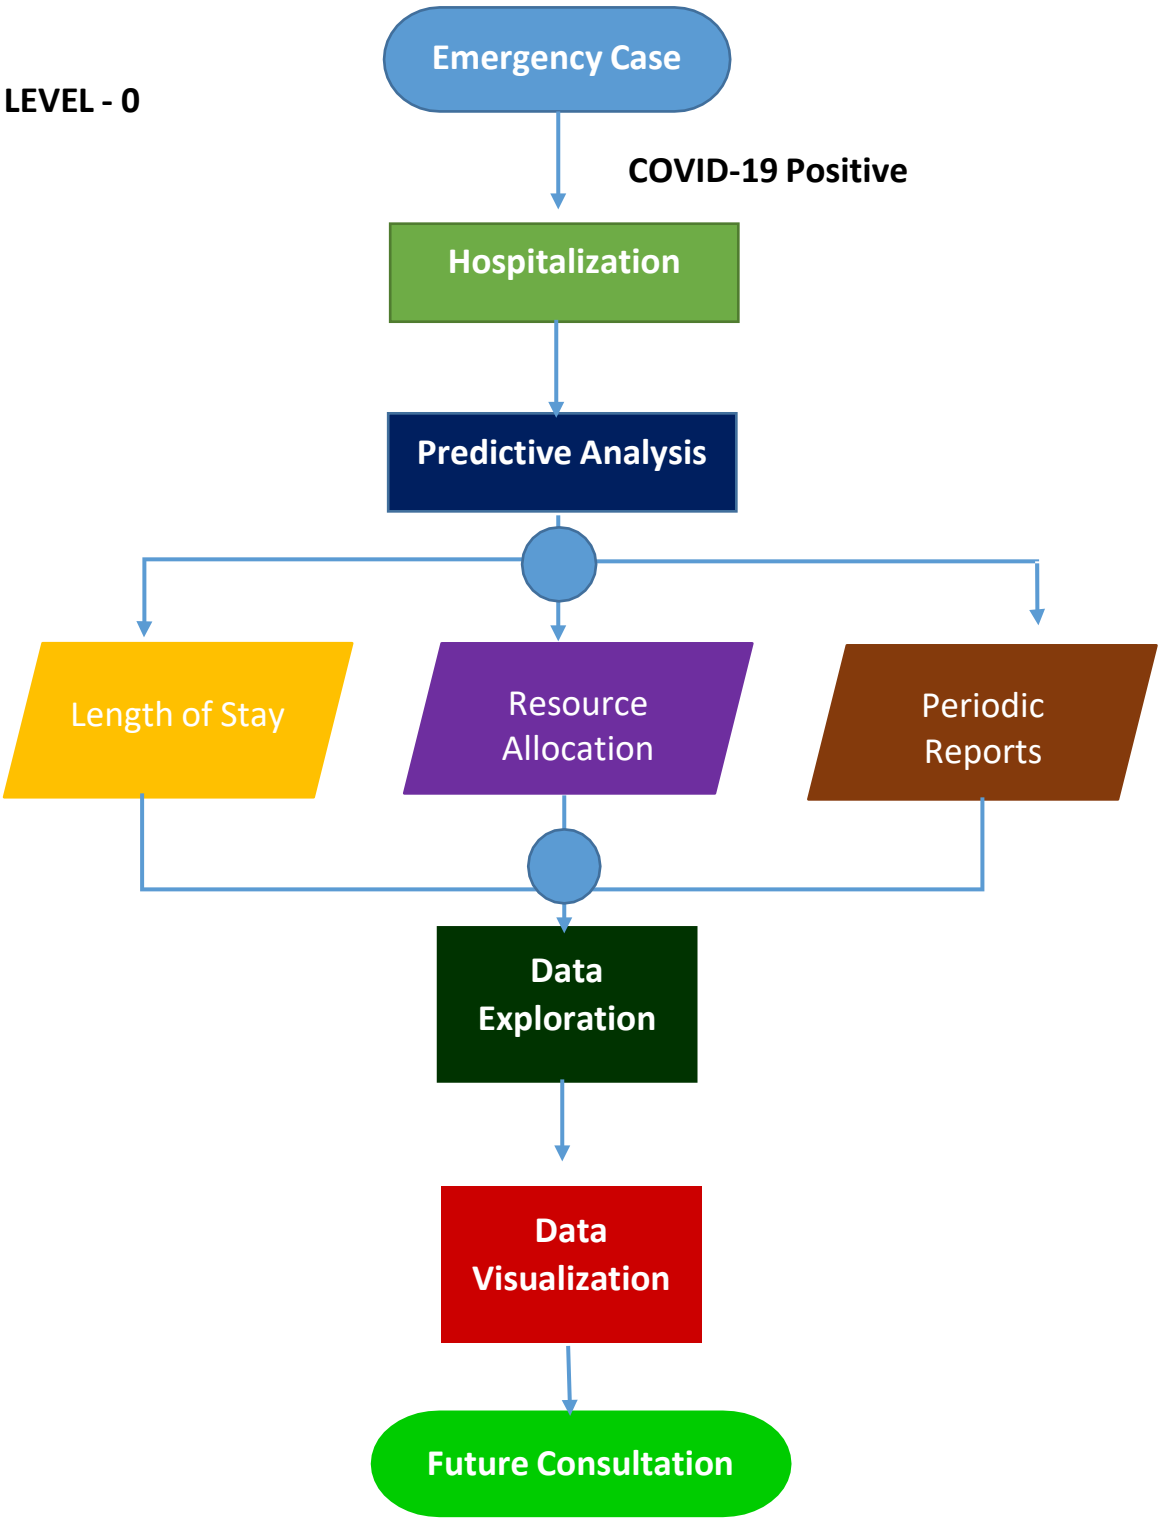 Emergency Case
LEVEL - 0
COVID-19 Positive
Hospitalization
Predictive Analysis
Length of Stay
Resource
Allocation
Periodic
Reports
Data
Exploration
Data
Visualization
Future Consultation